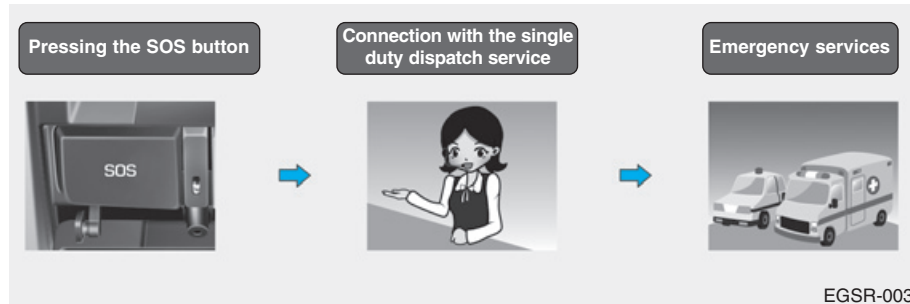 Pressing the SOS button
Connection with the single
duty dispatch service
Emergency services
SOS
EGSR-003